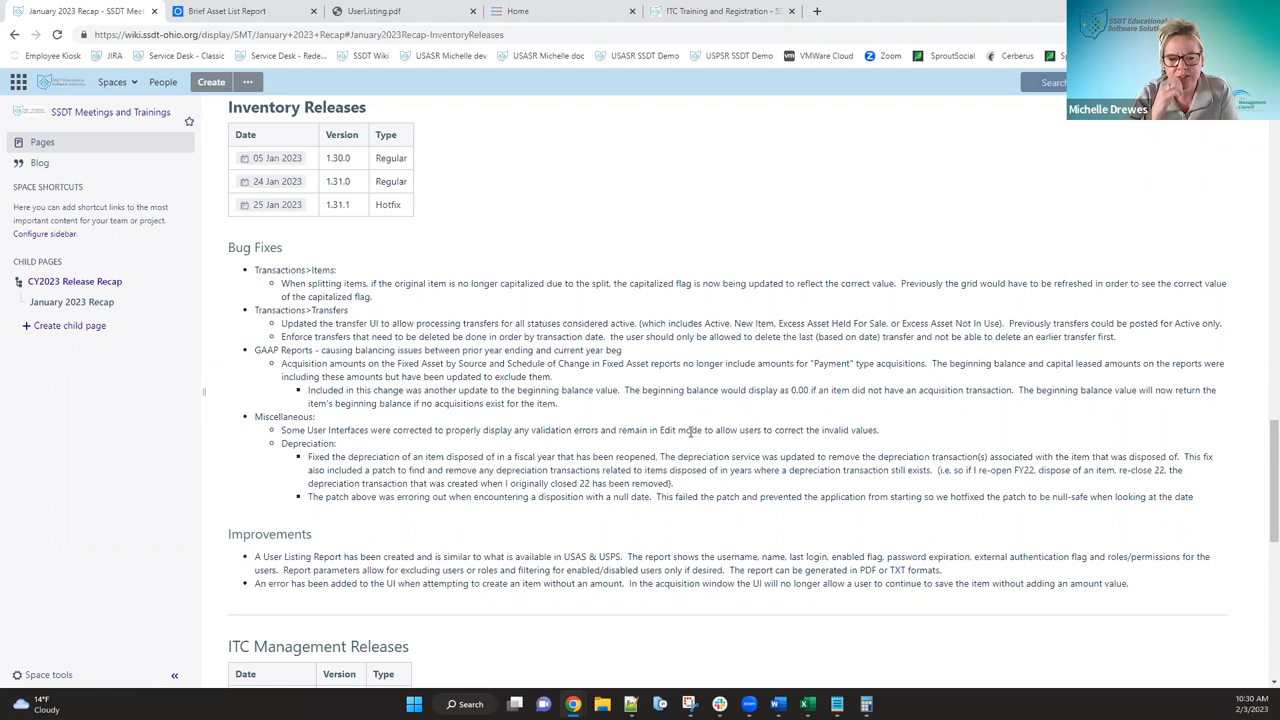 January 2023 Recap - SSDT Meet
Brief Asset List Report
UserListing.pdf
Home
ITC Training and Registration - SS
https://wiki.ssdt-ohio.org/display/SMT/January+2023+Recap#January2023Recap-InventoryReleases
Employee Kiosk
JIRA
Service Desk - Classic
Service Desk - Rede...
SSDT Wiki
USASR Michelle dev
USASR Michelle doc
USASR SSDT Demo
USPSR SSDT Demo
VMWare Cloud
Zoom
SproutSocial
Cerberus
SSDT Educational
Software Solutions
Management
Council
Michelle Drewes
Spaces
People
Create
Search
SSDT Meetings and Trainings
Pages
Blog
SPACE SHORTCUTS
Here you can add shortcut links to the most
important content for your team or project.
Configure sidebar.
CHILD PAGES
CY2023 Release Recap
January 2023 Recap
+ Create child page
Space tools
Inventory Releases
Date Version Type
05 Jan 2023 1.30.0 Regular
24 Jan 2023 1.31.0 Regular
25 Jan 2023 1.31.1 Hotfix
Bug Fixes
Transactions>Items:
When splitting items, if the original item is no longer capitalized due to the split, the capitalized flag is now being updated to reflect the correct value. Previously the grid would have to be refreshed in order to see the correct value
of the capitalized flag.
Transactions>Transfers
Updated the transfer UI to allow processing transfers for all statuses considered active. (which includes Active, New Item, Excess Asset Held For Sale, or Excess Asset Not In Use). Previously transfers could be posted for Active only.
Enforce transfers that need to be deleted be done in order by transaction date. the user should only be allowed to delete the last (based on date) transfer and not be able to delete an earlier transfer first.
GAAP Reports - causing balancing issues between prior year ending and current year beg
Acquisition amounts on the Fixed Asset by Source and Schedule of Change in Fixed Asset reports no longer include amounts for "Payment" type acquisitions. The beginning balance and capital leased amounts on the reports were
including these amounts but have been updated to exclude them.
Included in this change was another update to the beginning balance value. The beginning balance would display as 0.00 if an item did not have an acquisition transaction. The beginning balance value will now return the
item's beginning balance if no acquisitions exist for the item.
Miscellaneous:
Some User Interfaces were corrected to properly display any validation errors and remain in Edit mode to allow users to correct the invalid values.
Depreciation:
Fixed the depreciation of an item disposed of in a fiscal year that has been reopened. The depreciation service was updated to remove the depreciation transaction(s) associated with the item that was disposed of. This fix
also included a patch to find and remove any depreciation transactions related to items disposed of in years where a depreciation transaction still exists. (i.e. so if I re-open FY22, dispose of an item, re-close 22, the
depreciation transaction that was created when I originally closed 22 has been removed).
The patch above was erroring out when encountering a disposition with a null date. This failed the patch and prevented the application from starting so we hotfixed the patch to be null-safe when looking at the date
Improvements
A User Listing Report has been created and is similar to what is available in USAS & USPS. The report shows the username, name, last login, enabled flag, password expiration, external authentication flag and roles/permissions for the
users. Report parameters allow for excluding users or roles and filtering for enabled/disabled users only if desired. The report can be generated in PDF or TXT formats.
An error has been added to the UI when attempting to create an item without an amount. In the acquisition window the UI will no longer allow a user to continue to save the item without adding an amount value.
ITC Management Releases
Date Version Type
14°F
Cloudy
Search
10:30 AM
2/3/2023